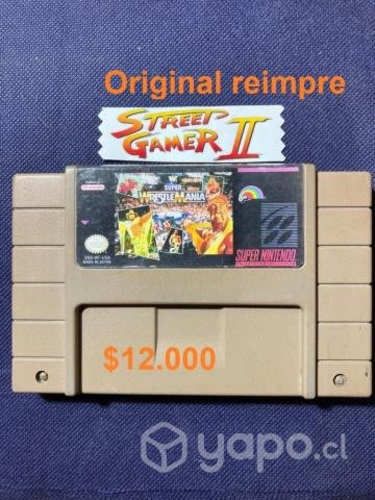 Original reimpre
STREET
GAMER II
SUPER
WRESTLEMANIA
SUPER NINTENDO
$12.000
yapo.cl